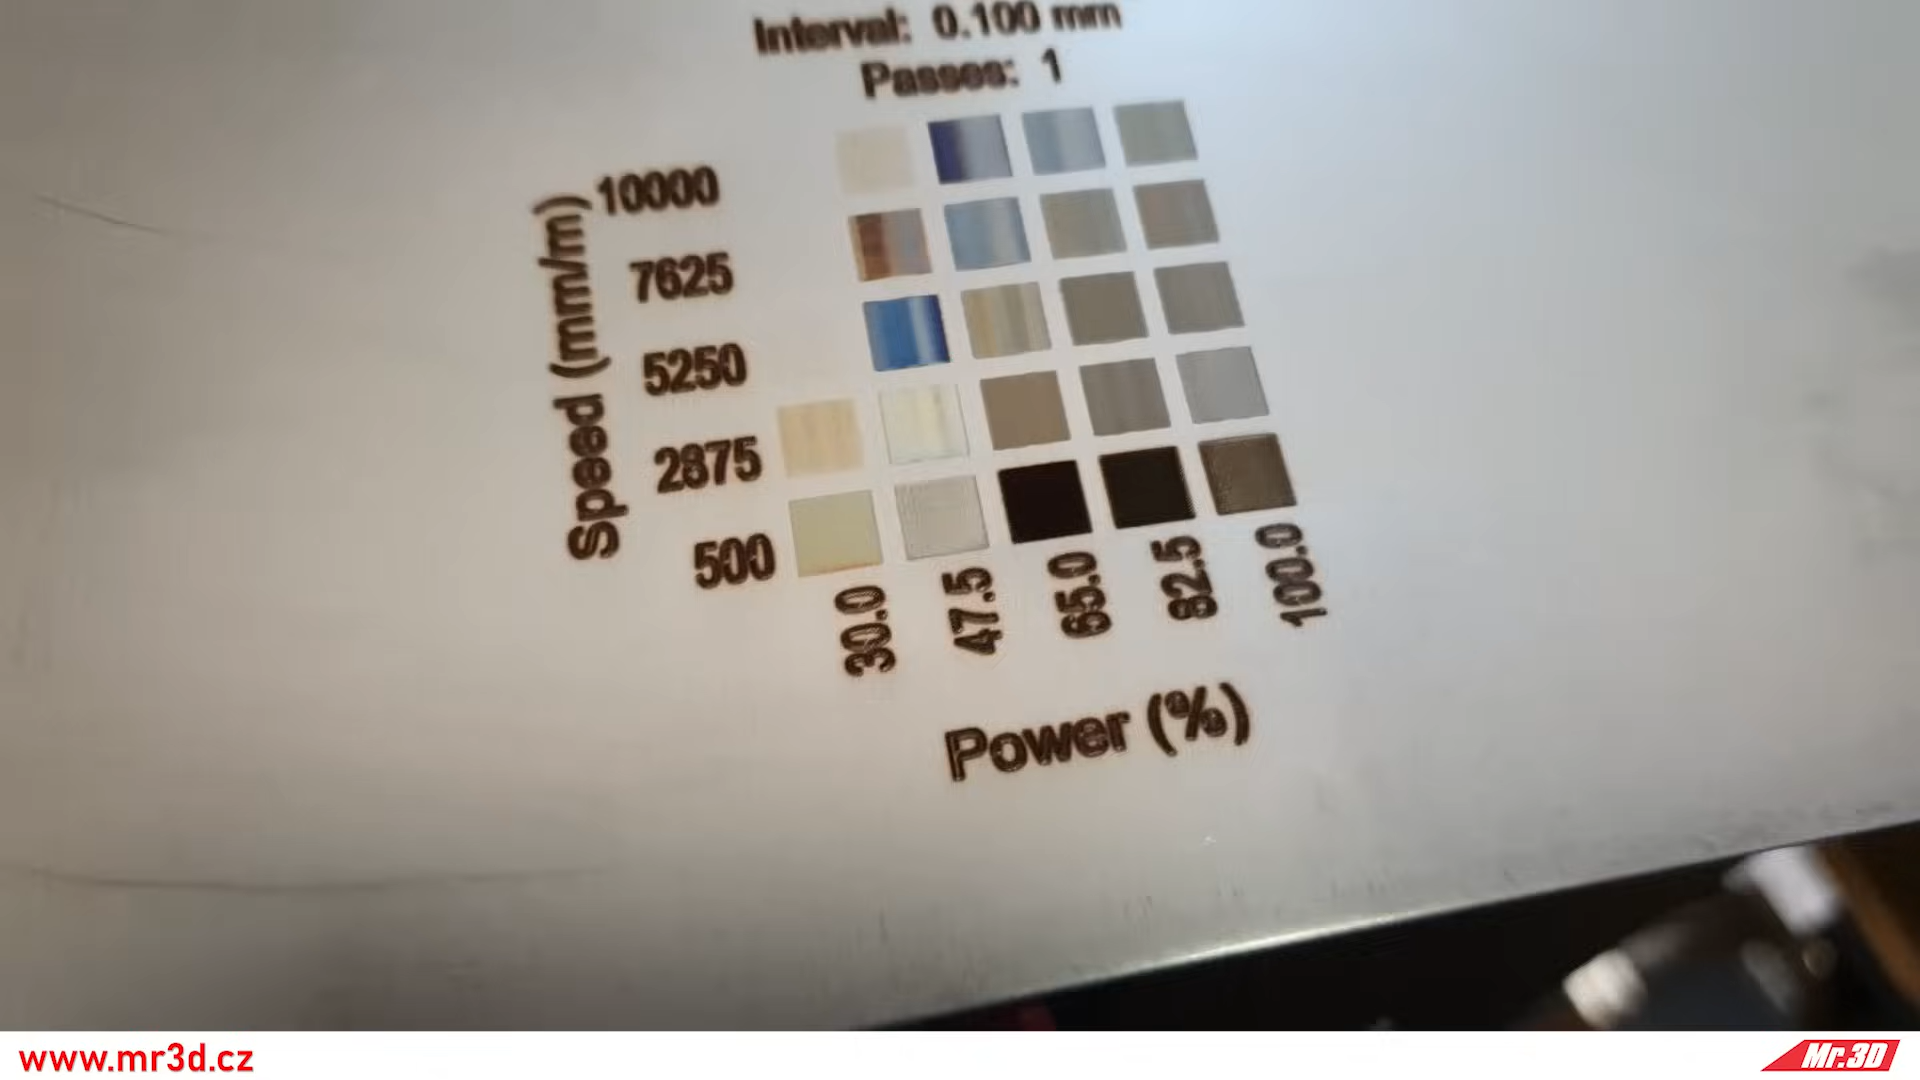 Interval: 0.100 mm
Passes: 1
Speed (mm/m)
10000
7625
5250
2875
500
30.0
47.5
65.0
82.5
100.0
Power (%)
www.mr3d.cz
Mr.3D